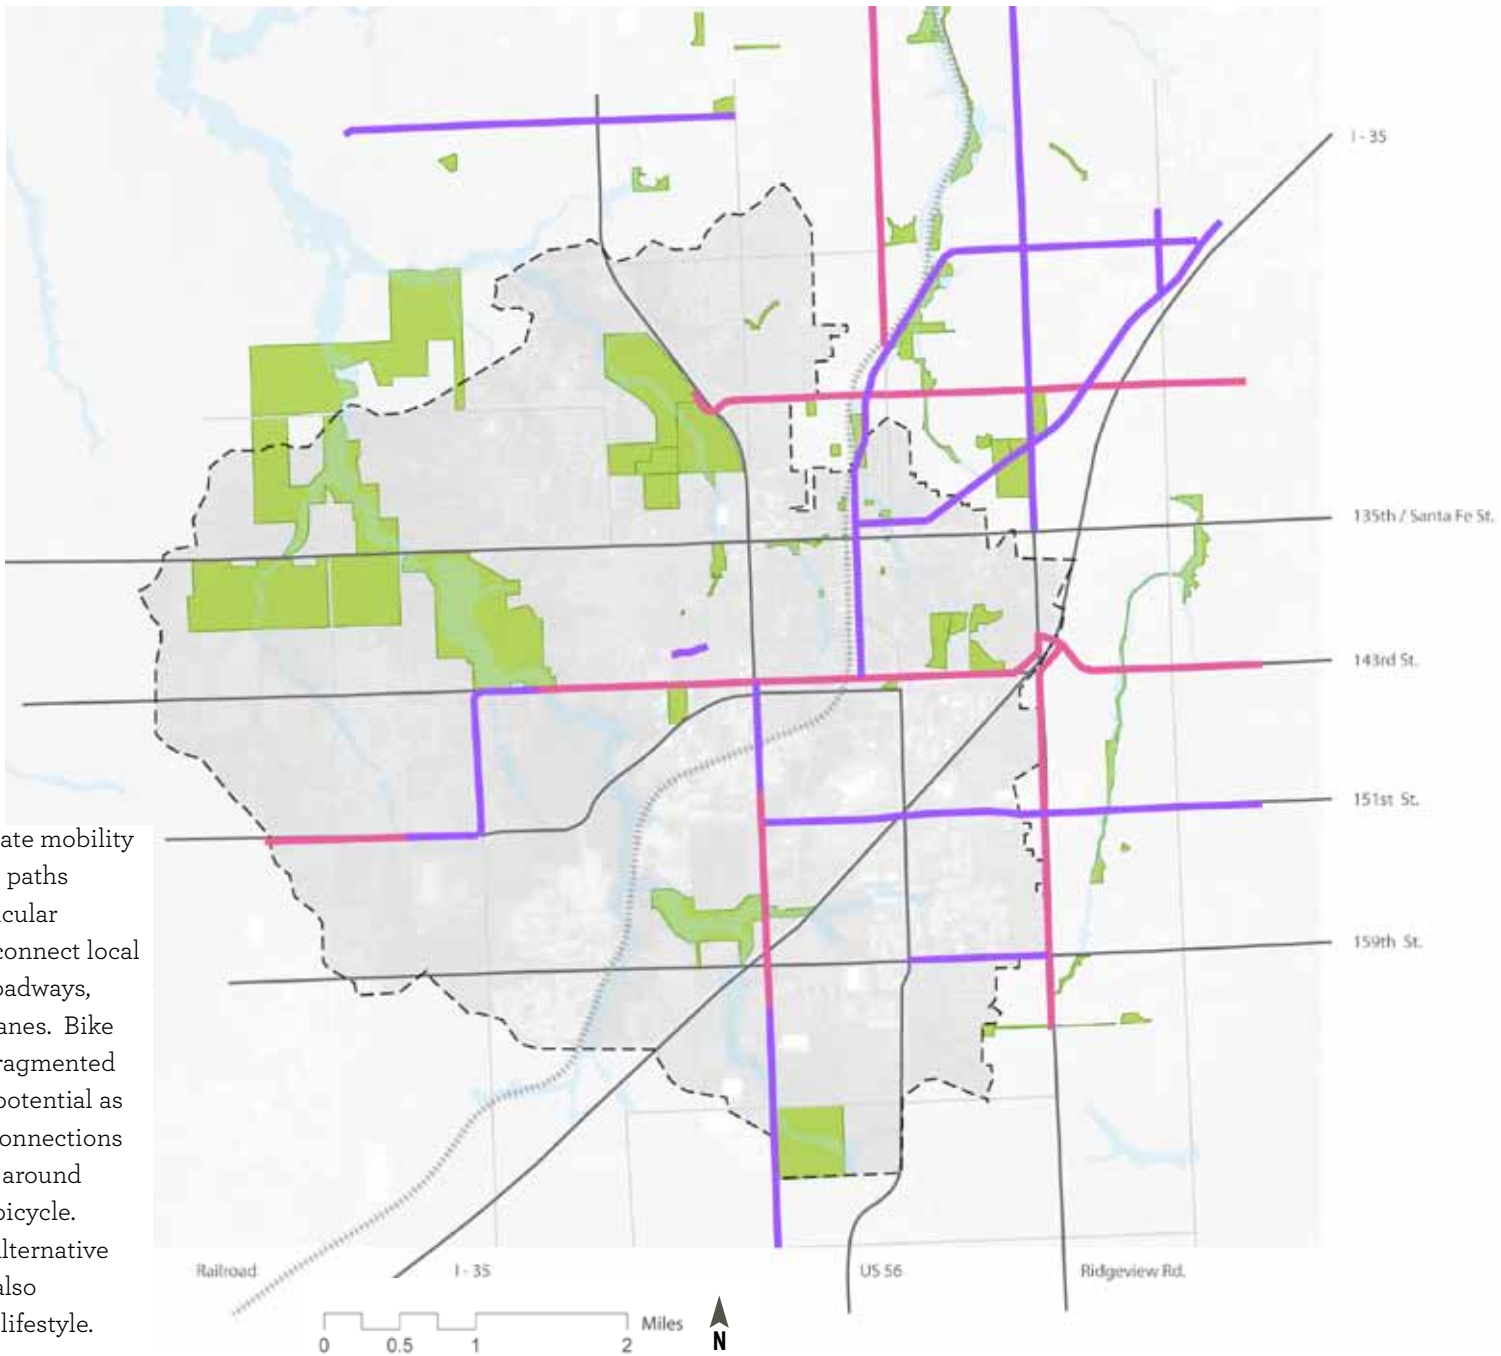 I - 35
135th / Santa Fe St.
143rd St.
151st St.
159th St.
ate mobility
paths
icular
connect local
oadways,
anes. Bike
ragmented
potential as
onnections
around
bicycle.
lternative
also
lifestyle.
Railroad
I - 35
US 56
Ridgeview Rd.
0 0.5 1 2 Miles
N